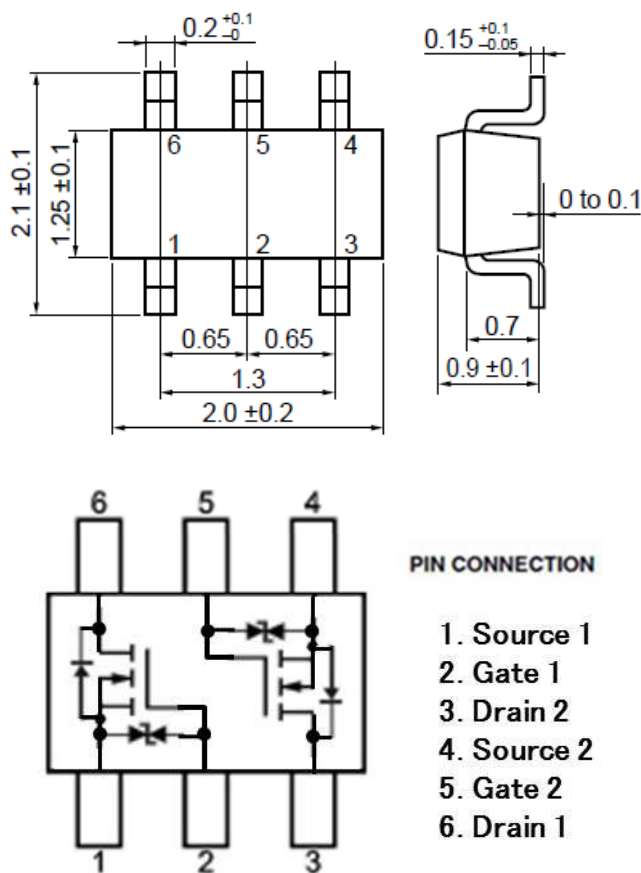 0.2 +0.1 –0
0.15 +0.1 –0.05
6 5 4
2.1 ±0.1
1.25 ±0.1
0 to 0.1
1 2 3
0.65 0.65
0.7
1.3
0.9 ±0.1
2.0 ±0.2
6 5 4
PIN CONNECTION
1. Source 1
2. Gate 1
3. Drain 2
4. Source 2
5. Gate 2
6. Drain 1
1 2 3